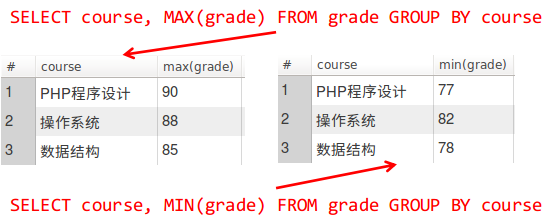 SELECT course, MAX(grade) FROM grade GROUP BY course
# course max(grade)
1 PHP程序设计 90
2 操作系统 88
3 数据结构 85
# course min(grade)
1 PHP程序设计 77
2 操作系统 82
3 数据结构 78
SELECT course, MIN(grade) FROM grade GROUP BY course